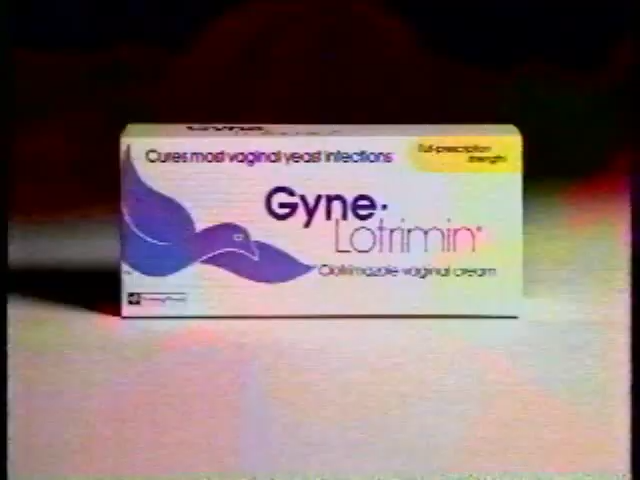 Cures most vaginal yeast infections
Full-prescription
strength!
Gyne·
Lotrimin®
Clotrimazole vaginal cream